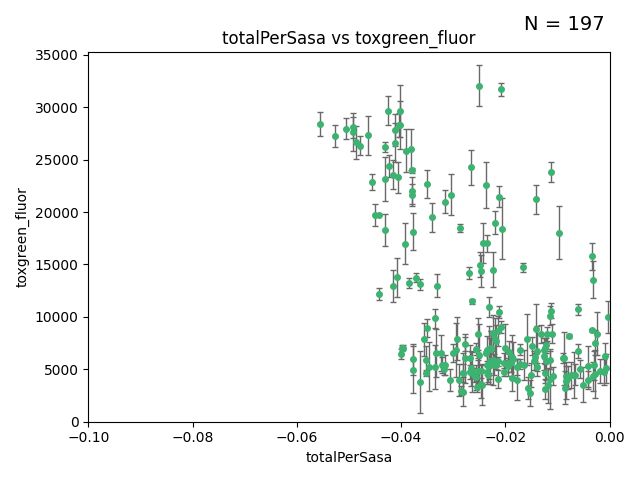 N = 197
totalPerSasa vs toxgreen_fluor
35000
30000
25000
20000
15000
10000
5000
0
toxgreen_fluor
−0.10 −0.08 −0.06 −0.04 −0.02 0.00
totalPerSasa